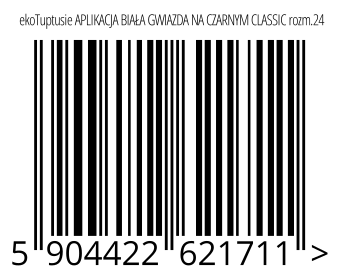 ekoTuptusie APLIKACJA BIAŁA GWIAZDA NA CZARNYM CLASSIC rozm.24
5 904422 621711 >